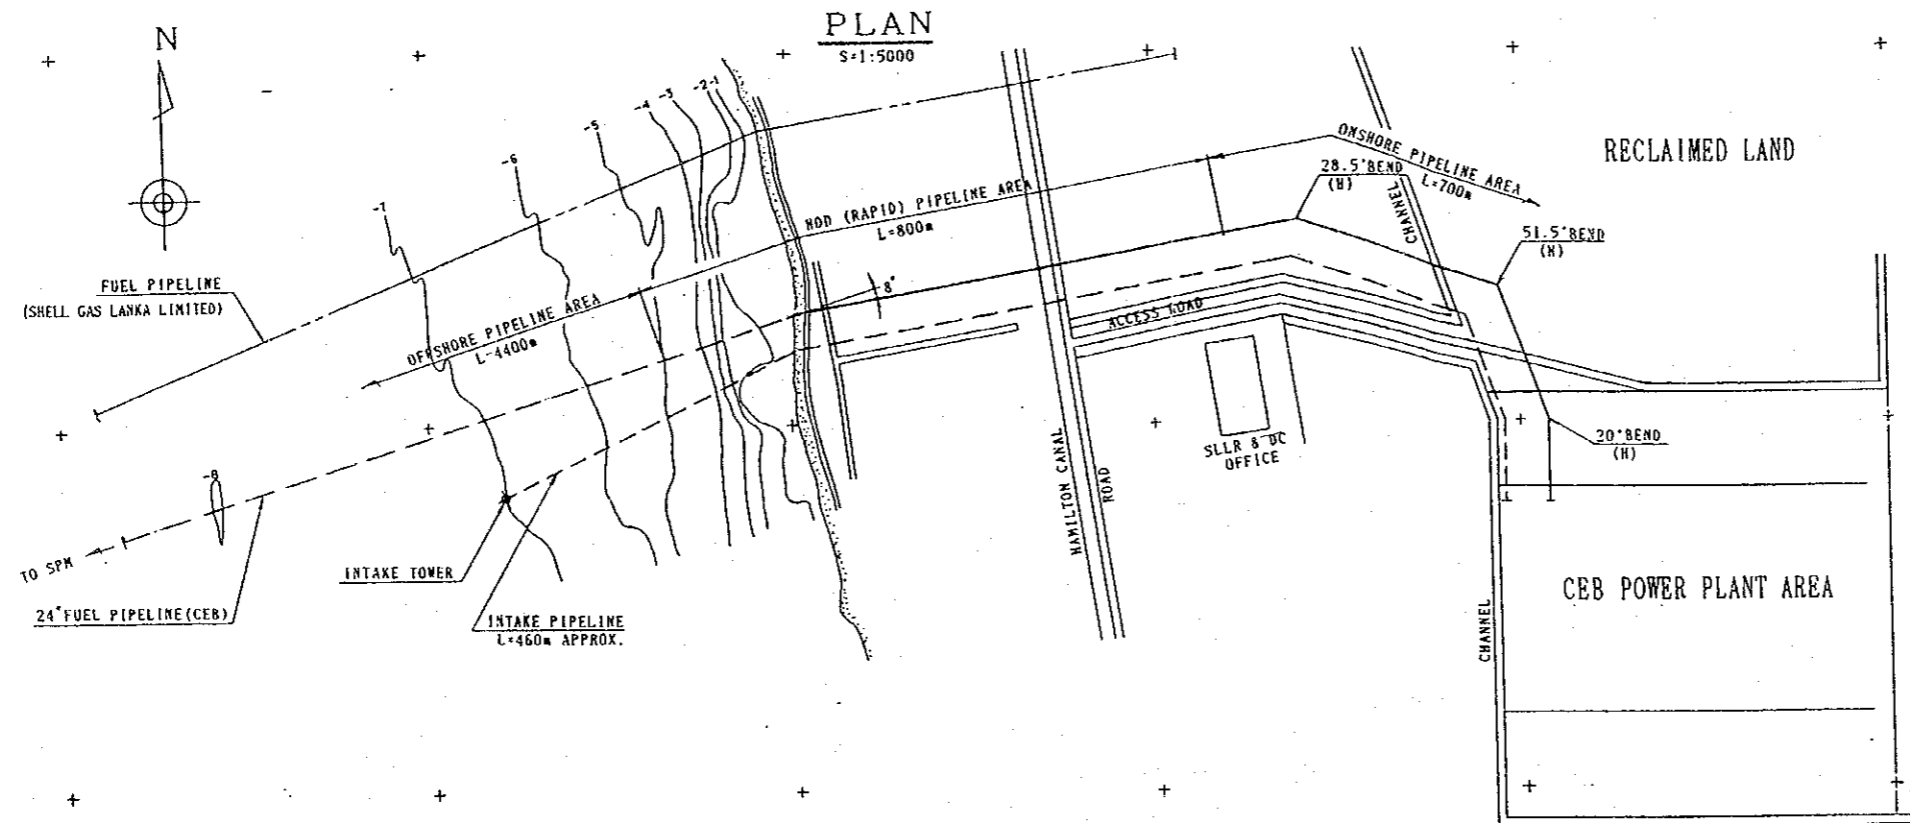 PLAN
S=1:5000
N
-1
-2
-3
-4
-5
-6
-7
-8
RECLAIMED LAND
ONSHORE PIPELINE AREA
L=700m
28.5°BEND
(H)
CHANNEL
HDD (RAPID) PIPELINE AREA
L=800m
51.5°BEND
(H)
FUEL PIPELINE
(SHELL GAS LANKA LIMITED)
8°
OFFSHORE PIPELINE AREA
L=4400m
ACCESS ROAD
20°BEND
(H)
SLLR & DC
OFFICE
HAMILTON CANAL
ROAD
TO SPM
INTAKE TOWER
24"FUEL PIPELINE(CEB)
INTAKE PIPELINE
L=460m APPROX.
CEB POWER PLANT AREA
CHANNEL